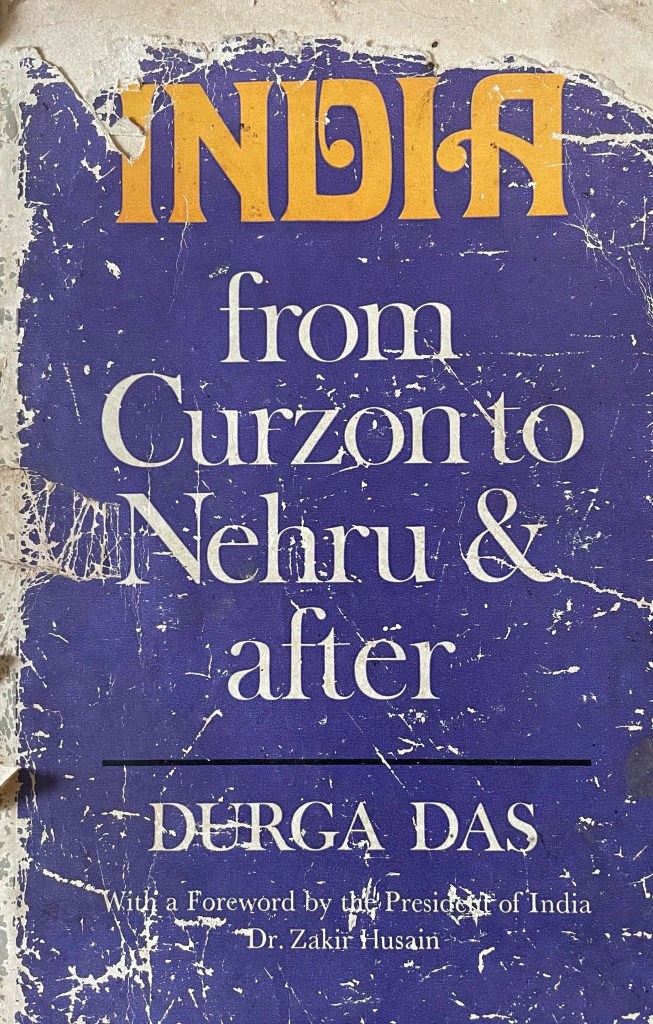 INDIA
from
Curzon to
Nehru &
after
DURGA DAS
With a Foreword by the President of India
Dr. Zakir Husain